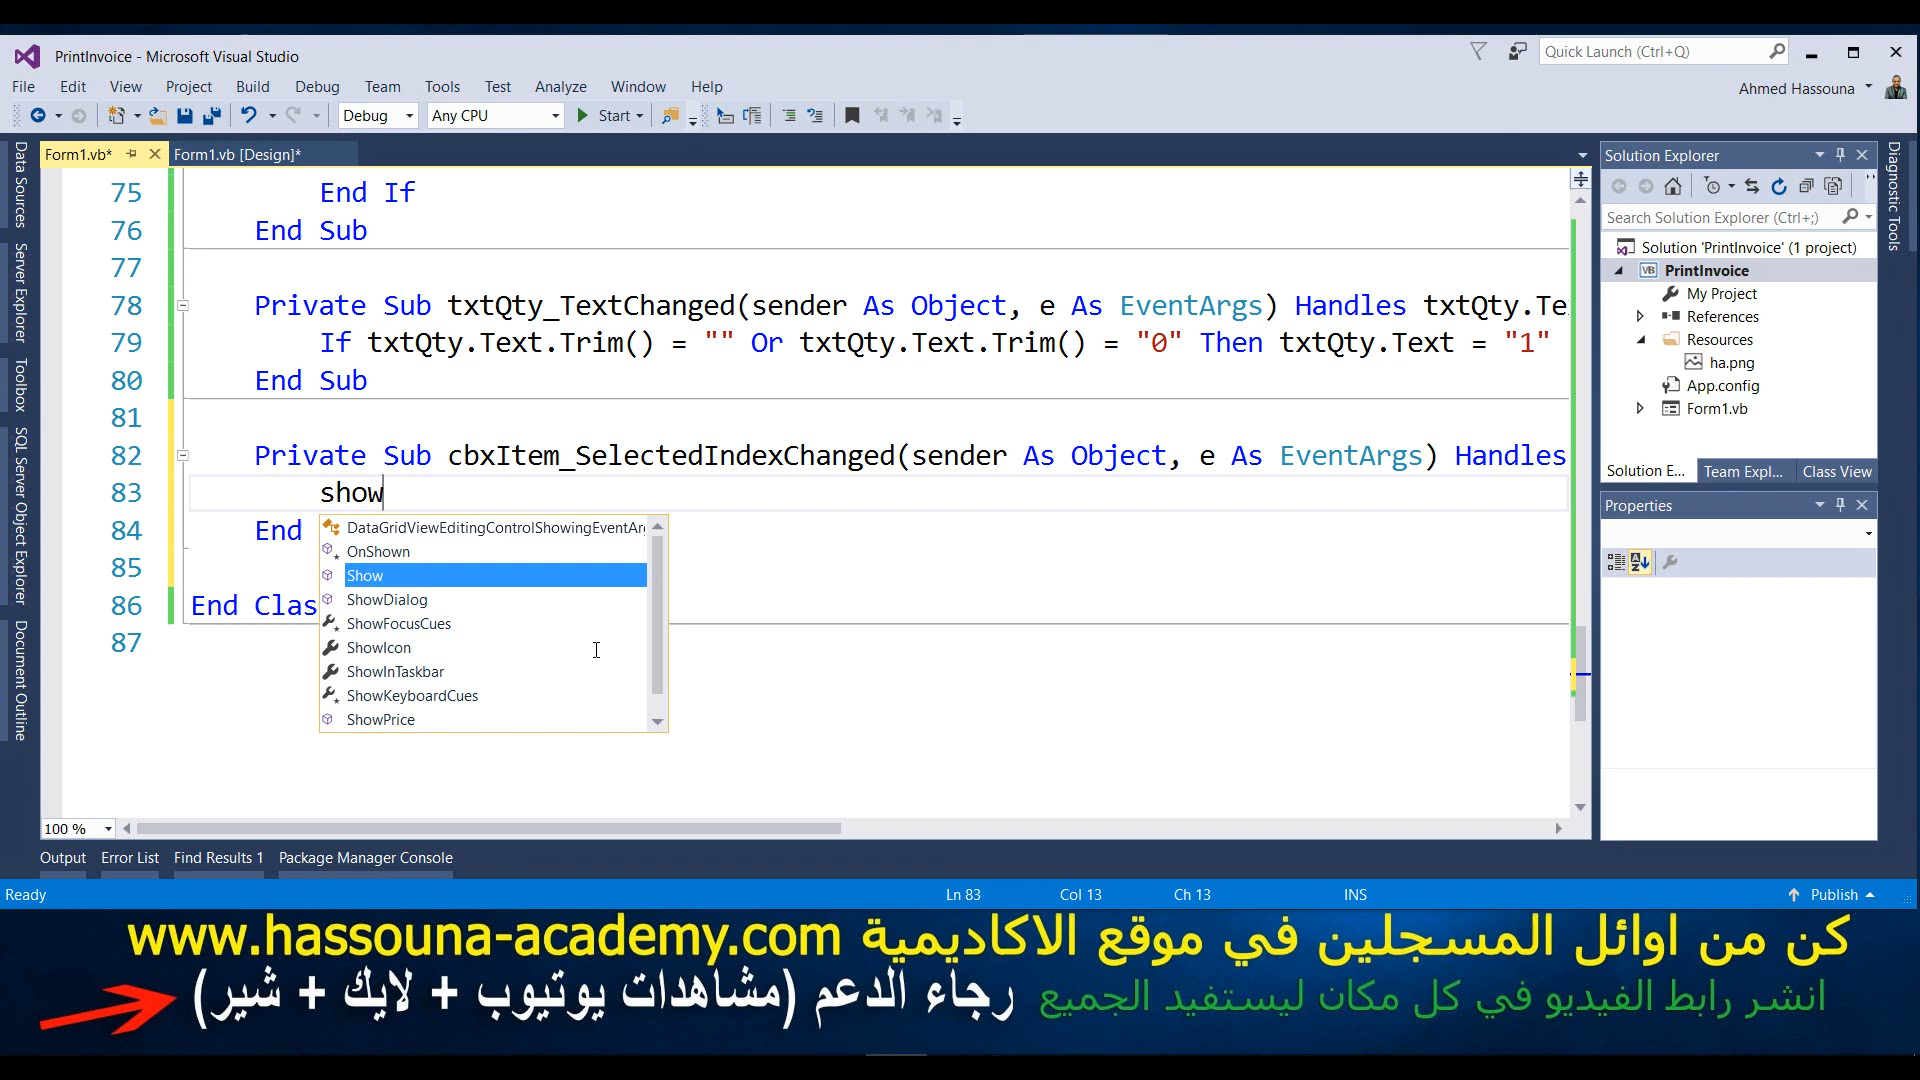 PrintInvoice - Microsoft Visual Studio
Quick Launch (Ctrl+Q)
File Edit View Project Build Debug Team Tools Test Analyze Window Help
Ahmed Hassouna
Debug Any CPU Start
Data Sources
Server Explorer
Toolbox
SQL Server Object Explorer
Document Outline
Form1.vb* Form1.vb [Design]*
75 End If
76 End Sub
77
78 Private Sub txtQty_TextChanged(sender As Object, e As EventArgs) Handles txtQty.Te
79 If txtQty.Text.Trim() = "" Or txtQty.Text.Trim() = "0" Then txtQty.Text = "1"
80 End Sub
81
82 Private Sub cbxItem_SelectedIndexChanged(sender As Object, e As EventArgs) Handles
83 show
84 End
85
86 End Clas
87
DataGridViewEditingControlShowingEventAr
OnShown
Show
ShowDialog
ShowFocusCues
ShowIcon
ShowInTaskbar
ShowKeyboardCues
ShowPrice
100 %
Solution Explorer
Search Solution Explorer (Ctrl+;)
Solution 'PrintInvoice' (1 project)
PrintInvoice
My Project
References
Resources
ha.png
App.config
Form1.vb
Solution E... Team Expl... Class View
Properties
Diagnostic Tools
Output Error List Find Results 1 Package Manager Console
Ready Ln 83 Col 13 Ch 13 INS Publish
كن من اوائل المسجلين في موقع الاكاديمية www.hassouna-academy.com
انشر رابط الفيديو في كل مكان ليستفيد الجميع رجاء الدعم (مشاهدات يوتيوب + لايك + شير)